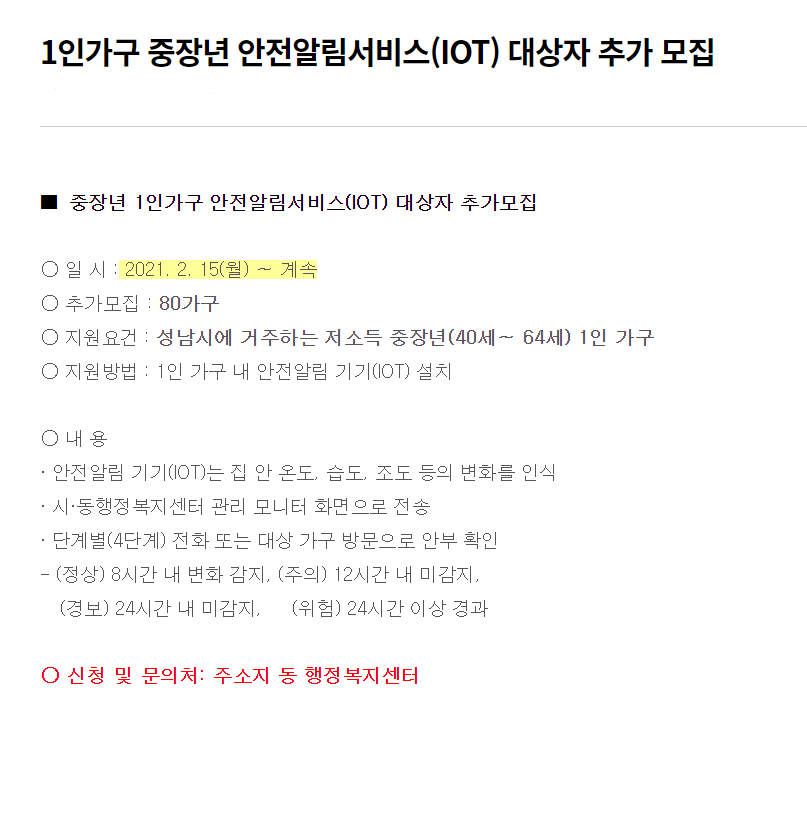 1인가구 중장년 안전알림서비스(IOT) 대상자 추가 모집
■ 중장년 1인가구 안전알림서비스(IOT) 대상자 추가모집
○ 일 시 : 2021. 2. 15(월) ~ 계속
○ 추가모집 : 80가구
○ 지원요건 : 성남시에 거주하는 저소득 중장년(40세~ 64세) 1인 가구
○ 지원방법 : 1인 가구 내 안전알림 기기(IOT) 설치
○ 내 용
· 안전알림 기기(IOT)는 집 안 온도, 습도, 조도 등의 변화를 인식
· 시·동행정복지센터 관리 모니터 화면으로 전송
· 단계별(4단계) 전화 또는 대상 가구 방문으로 안부 확인
- (정상) 8시간 내 변화 감지, (주의) 12시간 내 미감지,
(경보) 24시간 내 미감지, (위험) 24시간 이상 경과
○ 신청 및 문의처: 주소지 동 행정복지센터